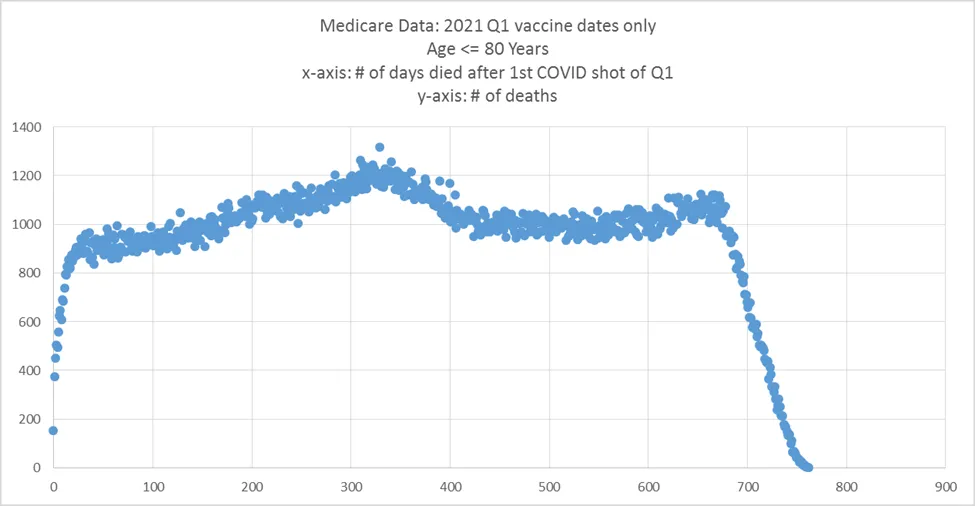 Medicare Data: 2021 Q1 vaccine dates only
Age <= 80 Years
x-axis: # of days died after 1st COVID shot of Q1
y-axis: # of deaths
1400
1200
1000
800
600
400
200
0
0 100 200 300 400 500 600 700 800 900